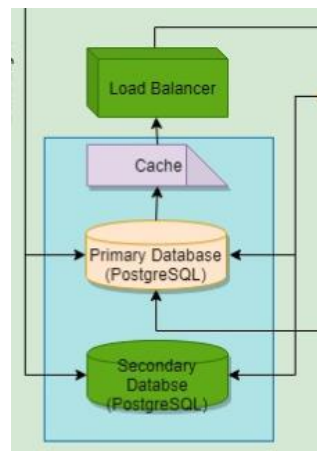 Load Balancer
Cache
Primary Database
(PostgreSQL)
Secondary
Databse
(PostgreSQL)